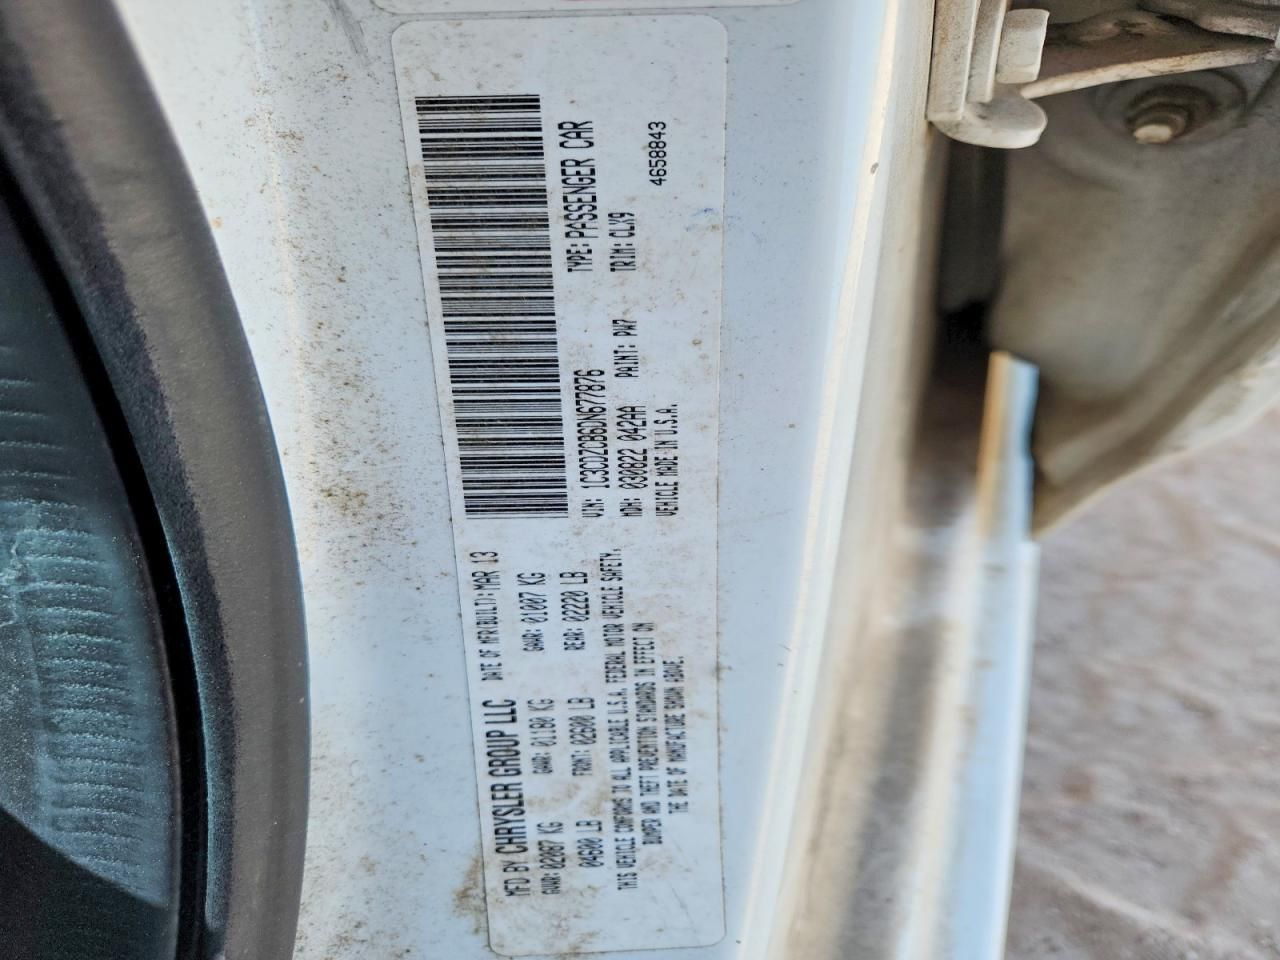 MFD BY CHRYSLER GROUP LLC DATE OF MFR(BUILT): MAR 13
GVWR: 02087 KG GAWR: 01180 KG GAWR: 01007 KG
04600 LB FRONT: 02600 LB REAR: 02220 LB
THIS VEHICLE CONFORMS TO ALL APPLICABLE U.S.A. FEDERAL MOTOR VEHICLE SAFETY,
BUMPER AND THEFT PREVENTION STANDARDS IN EFFECT ON
THE DATE OF MANUFACTURE SHOWN ABOVE.
VIN: 1C3CDZCB8DN677876 TYPE: PASSENGER CAR
MDH: 030822 042AA PAINT: PW7 TRIM: CLX9
VEHICLE MADE IN U.S.A. 4658843